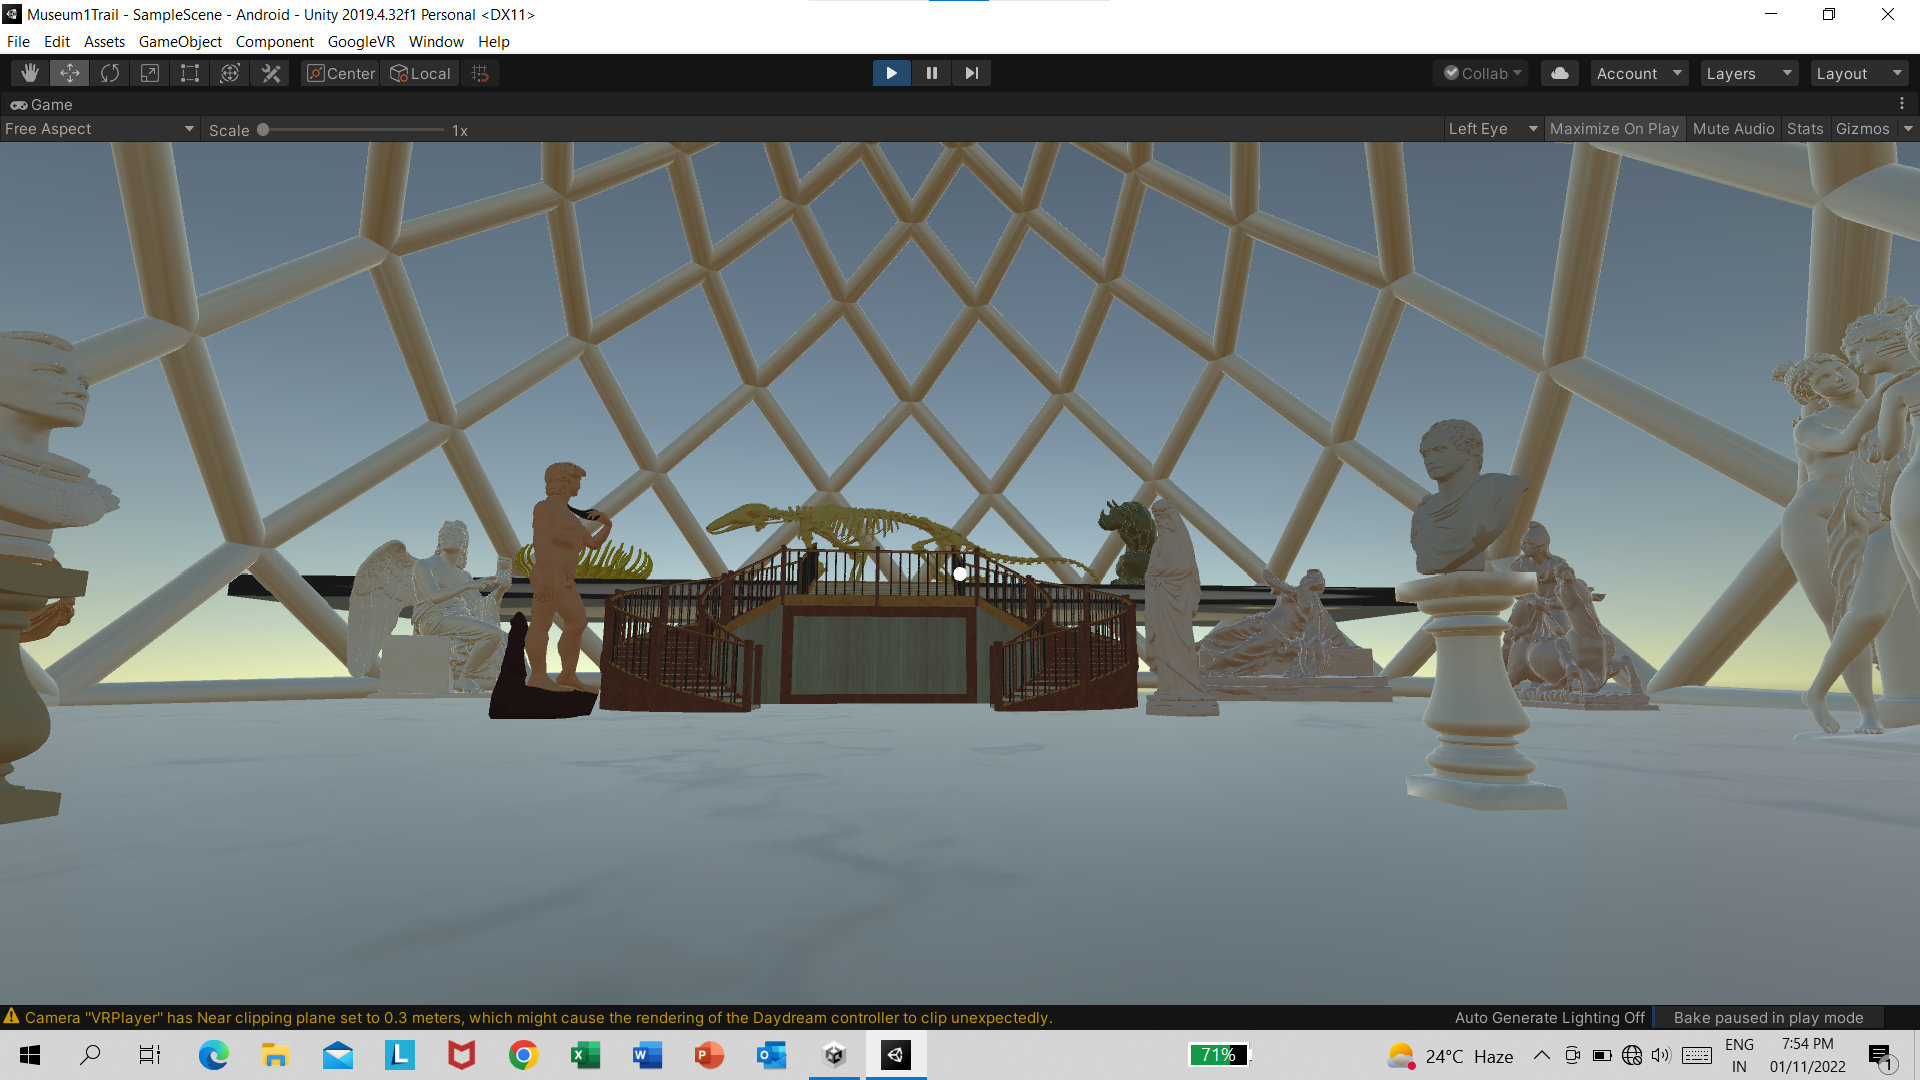 Museum1Trail - SampleScene - Android - Unity 2019.4.32f1 Personal <DX11>
File Edit Assets GameObject Component GoogleVR Window Help
Center Local Collab Account Layers Layout
Game
Free Aspect Scale 1x Left Eye Maximize On Play Mute Audio Stats Gizmos
Camera "VRPlayer" has Near clipping plane set to 0.3 meters, which might cause the rendering of the Daydream controller to clip unexpectedly.
Auto Generate Lighting Off Bake paused in play mode
L X W P O 71% 24°C Haze
ENG
IN
7:54 PM
01/11/2022
1